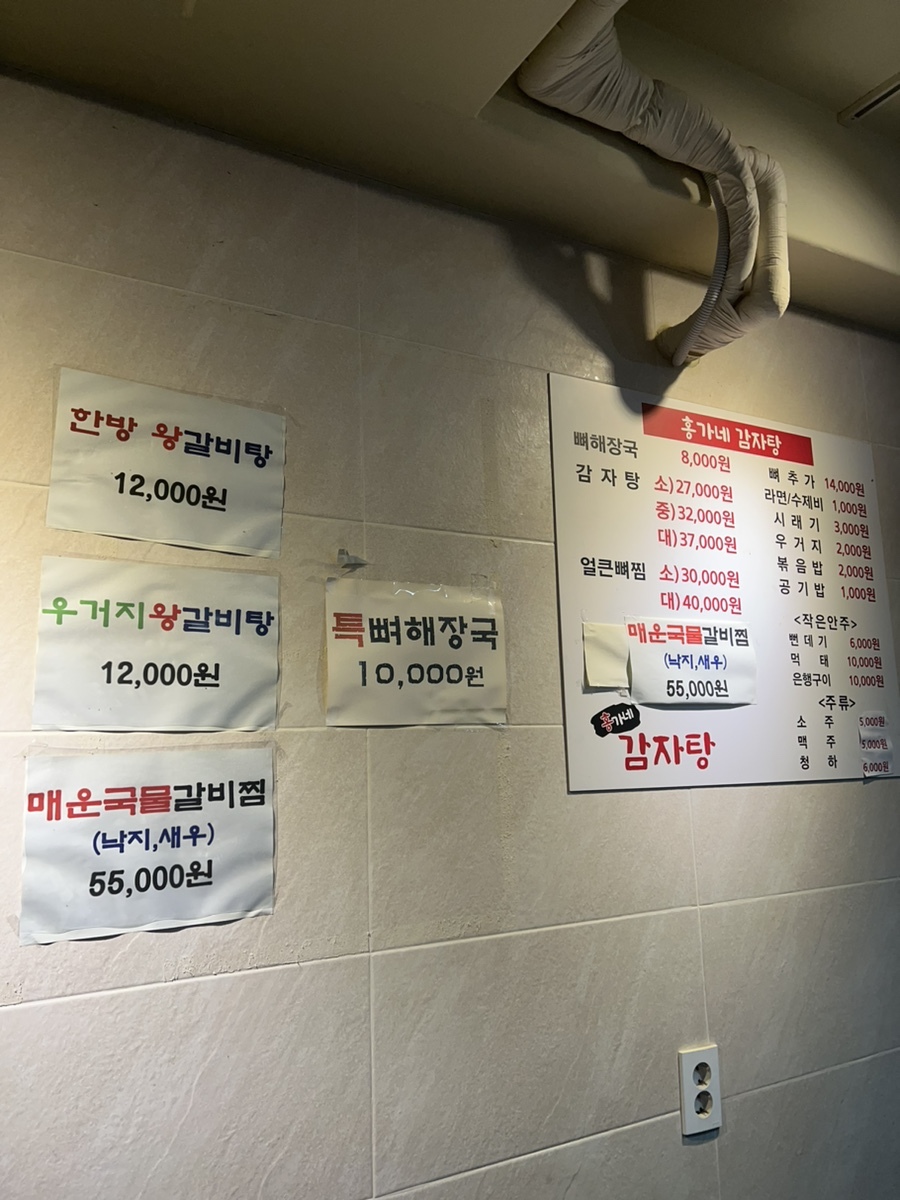 한방 왕갈비탕
12,000원
우거지왕갈비탕
12,000원
매운국물갈비찜
(낙지,새우)
55,000원
특뼈해장국
10,000원
홍가네 감자탕
뼈해장국 8,000원
감 자 탕 소)27,000원
중)32,000원
대)37,000원
얼큰뼈찜 소)30,000원
대)40,000원
매운국물갈비찜
(낙지,새우)
55,000원
홍가네
감자탕
뼈 추 가 14,000원
라면/수제비 1,000원
시 래 기 3,000원
우 거 지 2,000원
볶 음 밥 2,000원
공 기 밥 1,000원
<작은안주>
뻔 데 기 6,000원
먹 태 10,000원
은행구이 10,000원
<주류>
소 주 5,000원
맥 주 5,000원
청 하 6,000원